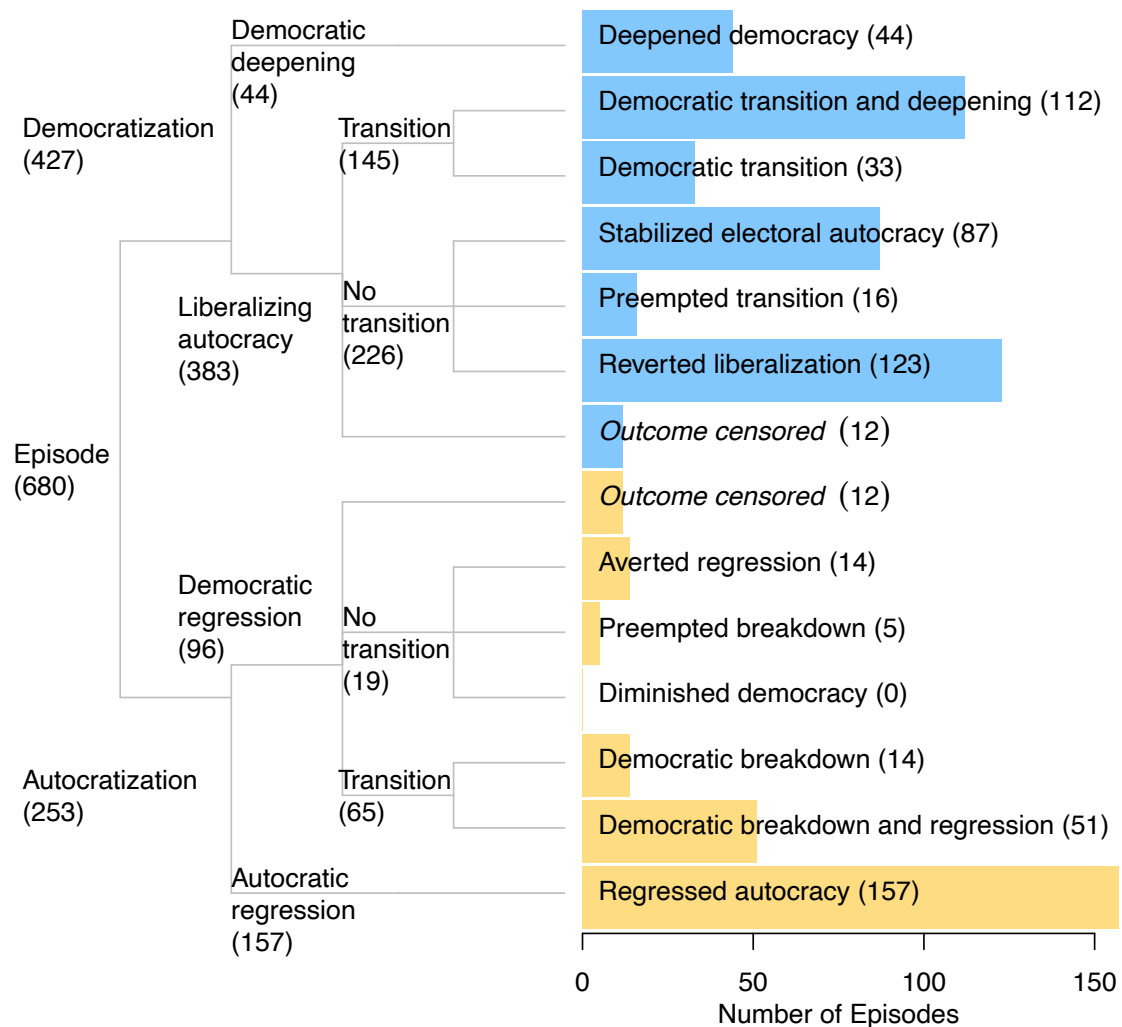 Democratic
deepening
(44)
Democratization
(427)
Transition
(145)
Liberalizing
autocracy
(383)
No
transition
(226)
Episode
(680)
Democratic
regression
(96)
No
transition
(19)
Autocratization
(253)
Transition
(65)
Autocratic
regression
(157)
Deepened democracy (44)
Democratic transition and deepening (112)
Democratic transition (33)
Stabilized electoral autocracy (87)
Preempted transition (16)
Reverted liberalization (123)
Outcome censored (12)
Outcome censored (12)
Averted regression (14)
Preempted breakdown (5)
Diminished democracy (0)
Democratic breakdown (14)
Democratic breakdown and regression (51)
Regressed autocracy (157)
0 50 100 150
Number of Episodes